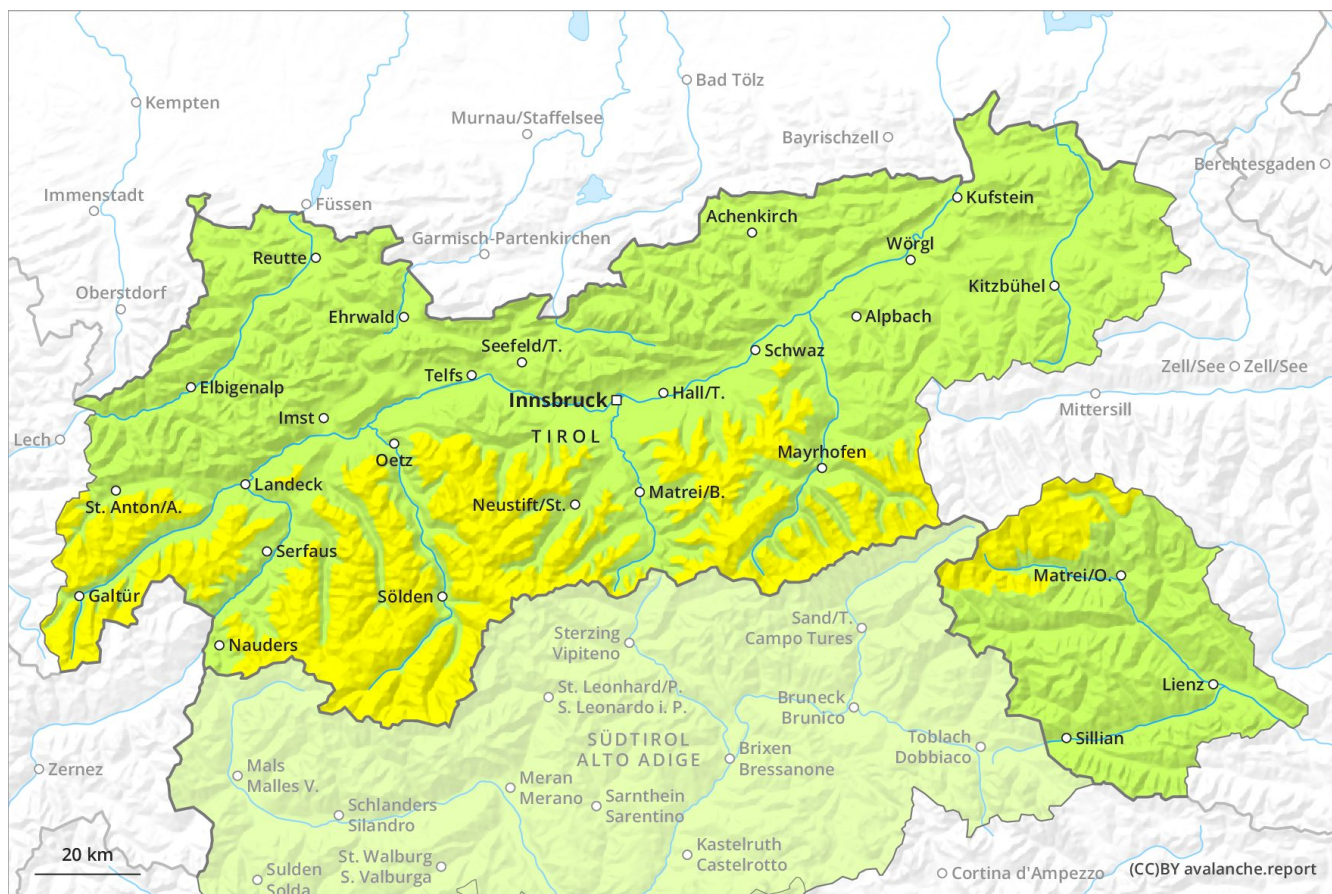 Bad Tölz
Kempten
Murnau/Staffelsee
Bayrischzell
Berchtesgaden
Immenstadt
Füssen
Kufstein
Achenkirch
Garmisch-Partenkirchen
Wörgl
Reutte
Oberstdorf
Kitzbühel
Ehrwald
Alpbach
Seefeld/T.
Schwaz
Telfs
Zell/See
Zell/See
Elbigenalp
Innsbruck
Hall/T.
Mittersill
Imst
Lech
TIROL
Oetz
Mayrhofen
Landeck
Matrei/B.
St. Anton/A.
Neustift/St.
Serfaus
Matrei/O.
Galtür
Sölden
Sand/T.
Campo Tures
Sterzing
Vipiteno
Nauders
Lienz
St. Leonhard/P.
S. Leonardo i. P.
Bruneck
Brunico
SÜDTIROL
ALTO ADIGE
Toblach
Dobbiaco
Sillian
Brixen
Bressanone
Zernez
Mals
Malles V.
Meran
Merano
Sarnthein
Sarentino
Schlanders
Silandro
20 km
St. Walburg
S. Valburga
Kastelruth
Castelrotto
Sulden
Solda
Cortina d'Ampezzo
(CC)BY avalanche.report